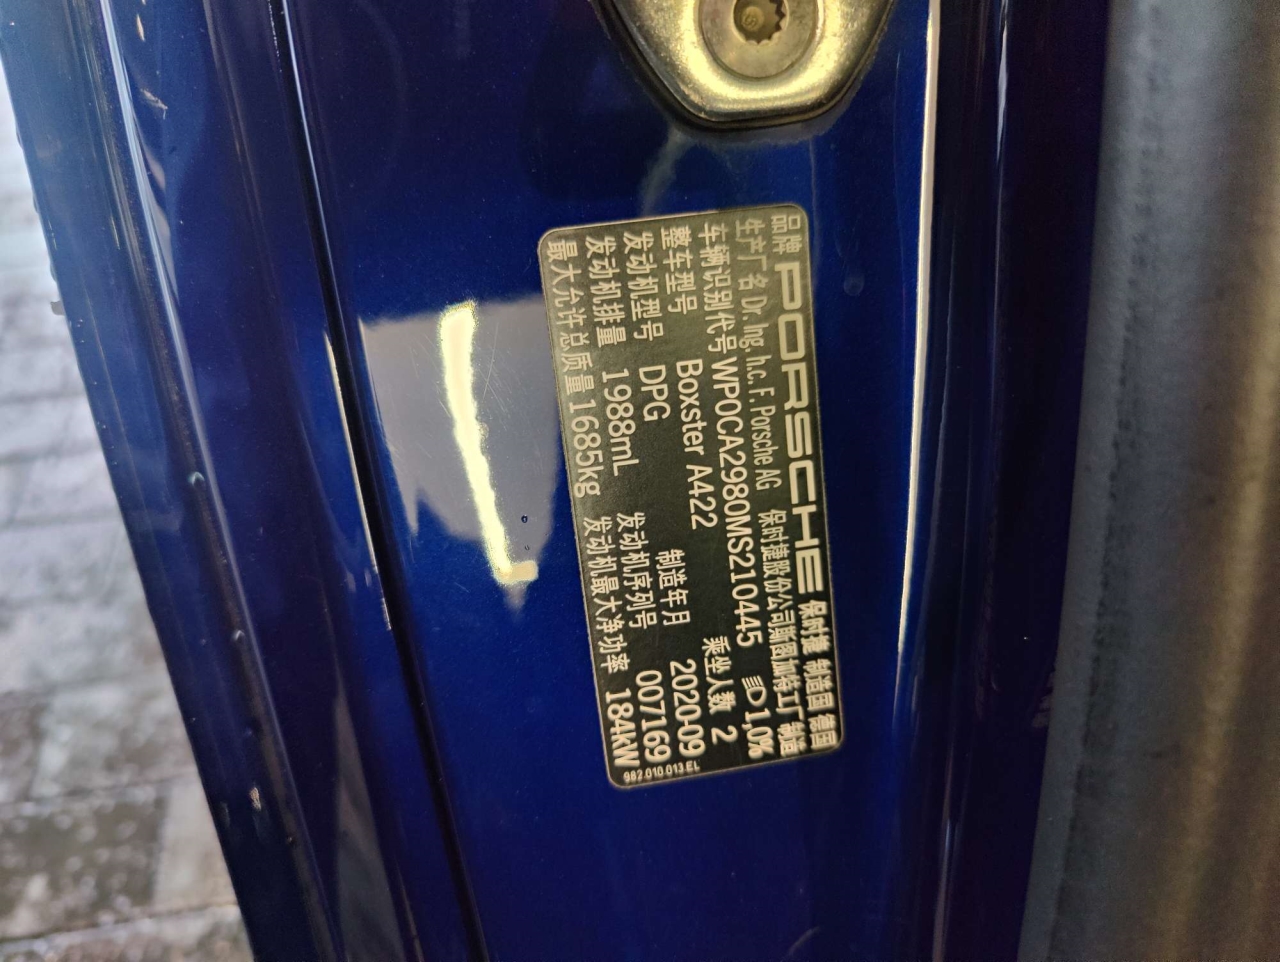 品牌 PORSCHE 保时捷 制造国 德国
生产厂名 Dr. Ing. h.c. F. Porsche AG 保时捷股份公司斯图加特工厂 制造
车辆识别代号 WP0CA2980MS210445 1,0%
整车型号 Boxster A422 乘坐人数 2
发动机型号 DPG 制造年月 2020-09
发动机排量 1988mL 发动机序列号 007169
最大允许总质量 1685kg 发动机最大净功率 184kW
982.010.013.EL